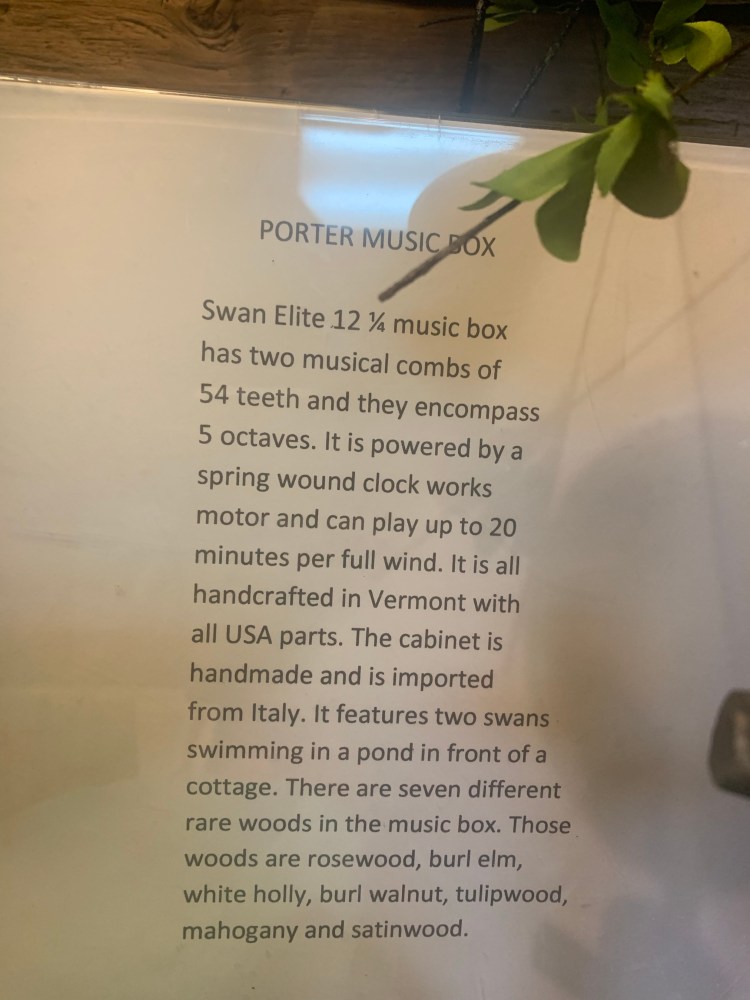 PORTER MUSIC BOX
Swan Elite 12 ¼ music box
has two musical combs of
54 teeth and they encompass
5 octaves. It is powered by a
spring wound clock works
motor and can play up to 20
minutes per full wind. It is all
handcrafted in Vermont with
all USA parts. The cabinet is
handmade and is imported
from Italy. It features two swans
swimming in a pond in front of a
cottage. There are seven different
rare woods in the music box. Those
woods are rosewood, burl elm,
white holly, burl walnut, tulipwood,
mahogany and satinwood.